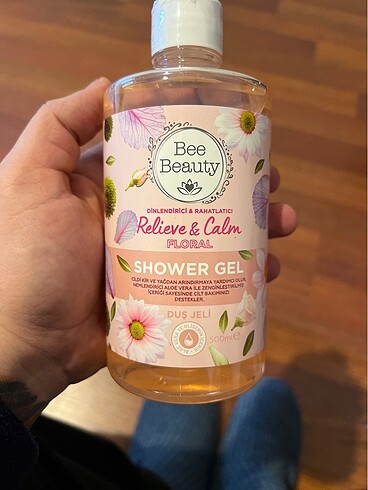 Bee
Beauty
DİNLENDİRİCİ & RAHATLATICI
Relieve & Calm
FLORAL
SHOWER GEL
CİLDİ KİR VE YAĞDAN ARINDIRMAYA YARDIMCI OLUR,
NEMLENDİRİCİ ALOE VERA İLE ZENGİNLEŞTİRİLMİŞ
İÇERİĞİ SAYESİNDE CİLT BAKIMINIZI
DESTEKLER.
DUŞ JELİ
500ml e